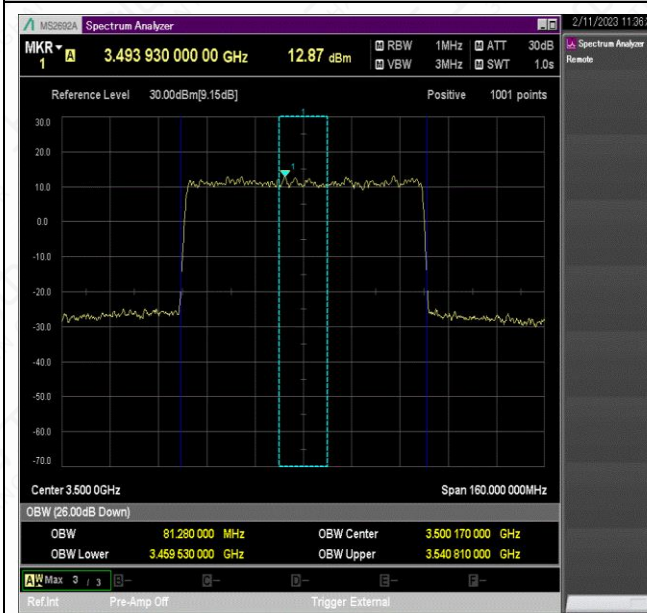 MS2692A Spectrum Analyzer 2/11/2023 11:36:
MKR 1 A 3.493 930 000 00 GHz 12.87 dBm M RBW 1MHz M ATT 30dB
M VBW 3MHz M SWT 1.0s
Spectrum Analyzer
Remote
Reference Level 30.00dBm[9.15dB] Positive 1001 points
30.0
1
20.0
1
10.0
0.0
-10.0
-20.0
-30.0
-40.0
-50.0
-60.0
-70.0
Center 3.500 0GHz Span 160.000 000MHz
OBW (26.00dB Down)
OBW 81.280 000 MHz OBW Center 3.500 170 000 GHz
OBW Lower 3.459 530 000 GHz OBW Upper 3.540 810 000 GHz
A W Max 3 / 3 B- C- D- E- F-
Ref.Int Pre-Amp Off Trigger External